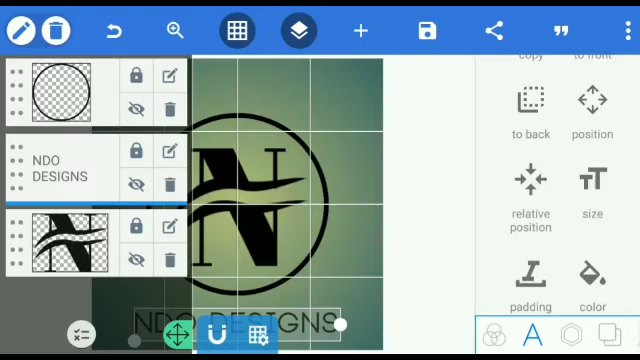 copy
to front
NDO
DESIGNS
to back
position
relative
position
size
padding
color
N
NDO DESIGNS